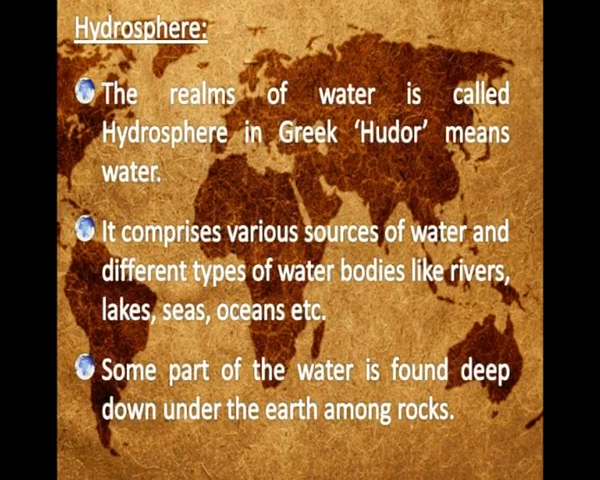 Hydrosphere:
The realms of water is called
Hydrosphere in Greek ‘Hudor’ means
water.
It comprises various sources of water and
different types of water bodies like rivers,
lakes, seas, oceans etc.
Some part of the water is found deep
down under the earth among rocks.